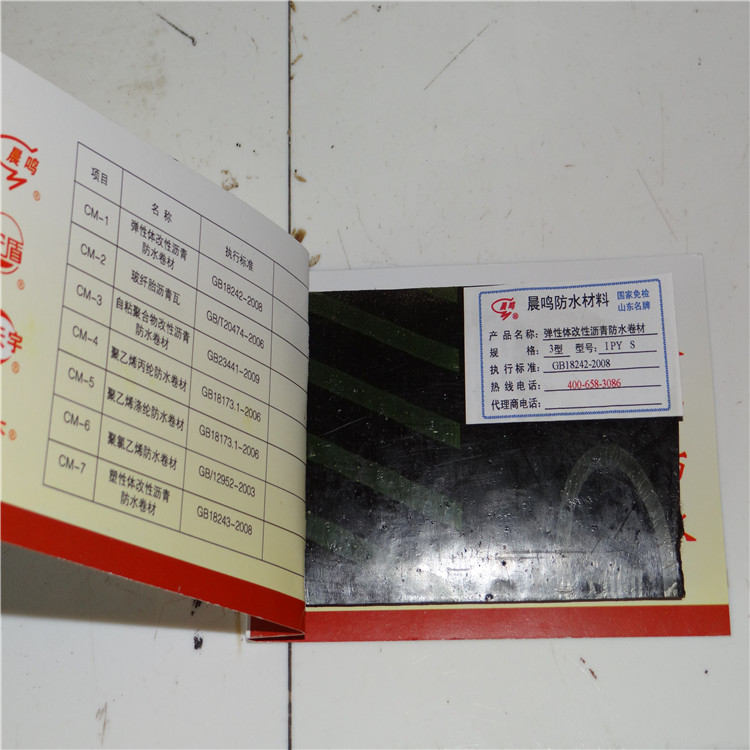 晨鸣
®
盾
®
宇
®
®
项目 名 称 执行标准
CM-1 弹性体改性沥青
防水卷材 GB18242-2008
CM-2 玻纤胎沥青瓦 GB/T20474-2006
CM-3 自粘聚合物改性沥青
防水卷材 GB23441-2009
CM-4 聚乙烯丙纶防水卷材 GB18173.1-2006
CM-5 聚乙烯涤纶防水卷材 GB18173.1-2006
CM-6 聚氯乙烯防水卷材 GB/12952-2003
CM-7 塑性体改性沥青
防水卷材 GB18243-2008
晨鸣® 晨鸣防水材料 国家免检
山东名牌
产品名称: 弹性体改性沥青防水卷材
规 格: 3型 型号: IPY S
执行标准: GB18242-2008
热线电话: 400-658-3086
代理商电话: